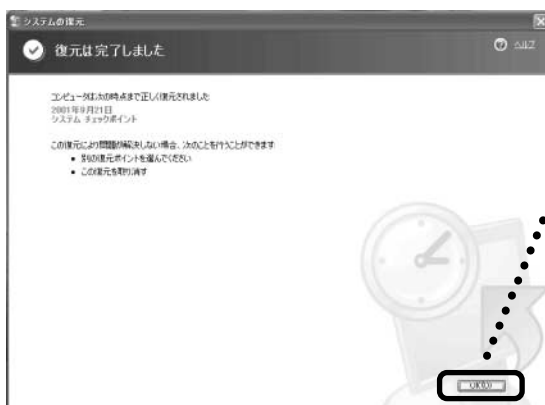 システムの復元
復元は完了しました
ヘルプ
コンピュータは次の時点まで正しく復元されました
2001年9月21日
システム チェックポイント
この復元により問題が解決しない場合、次のことを行うことができます
• 別の復元ポイントを選んでください
• この復元を取り消す
OK(O)